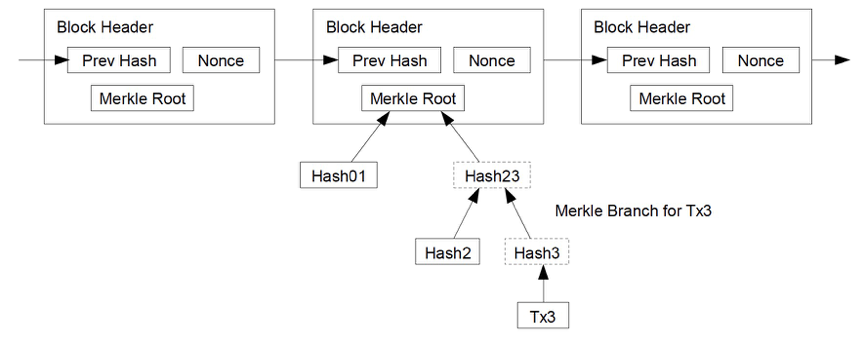 Block Header
Block Header
Block Header
Prev Hash
Nonce
Prev Hash
Nonce
Prev Hash
Nonce
Merkle Root
Merkle Root
Merkle Root
Hash01
Hash23
Merkle Branch for Tx3
Hash2
Hash3
Tx3